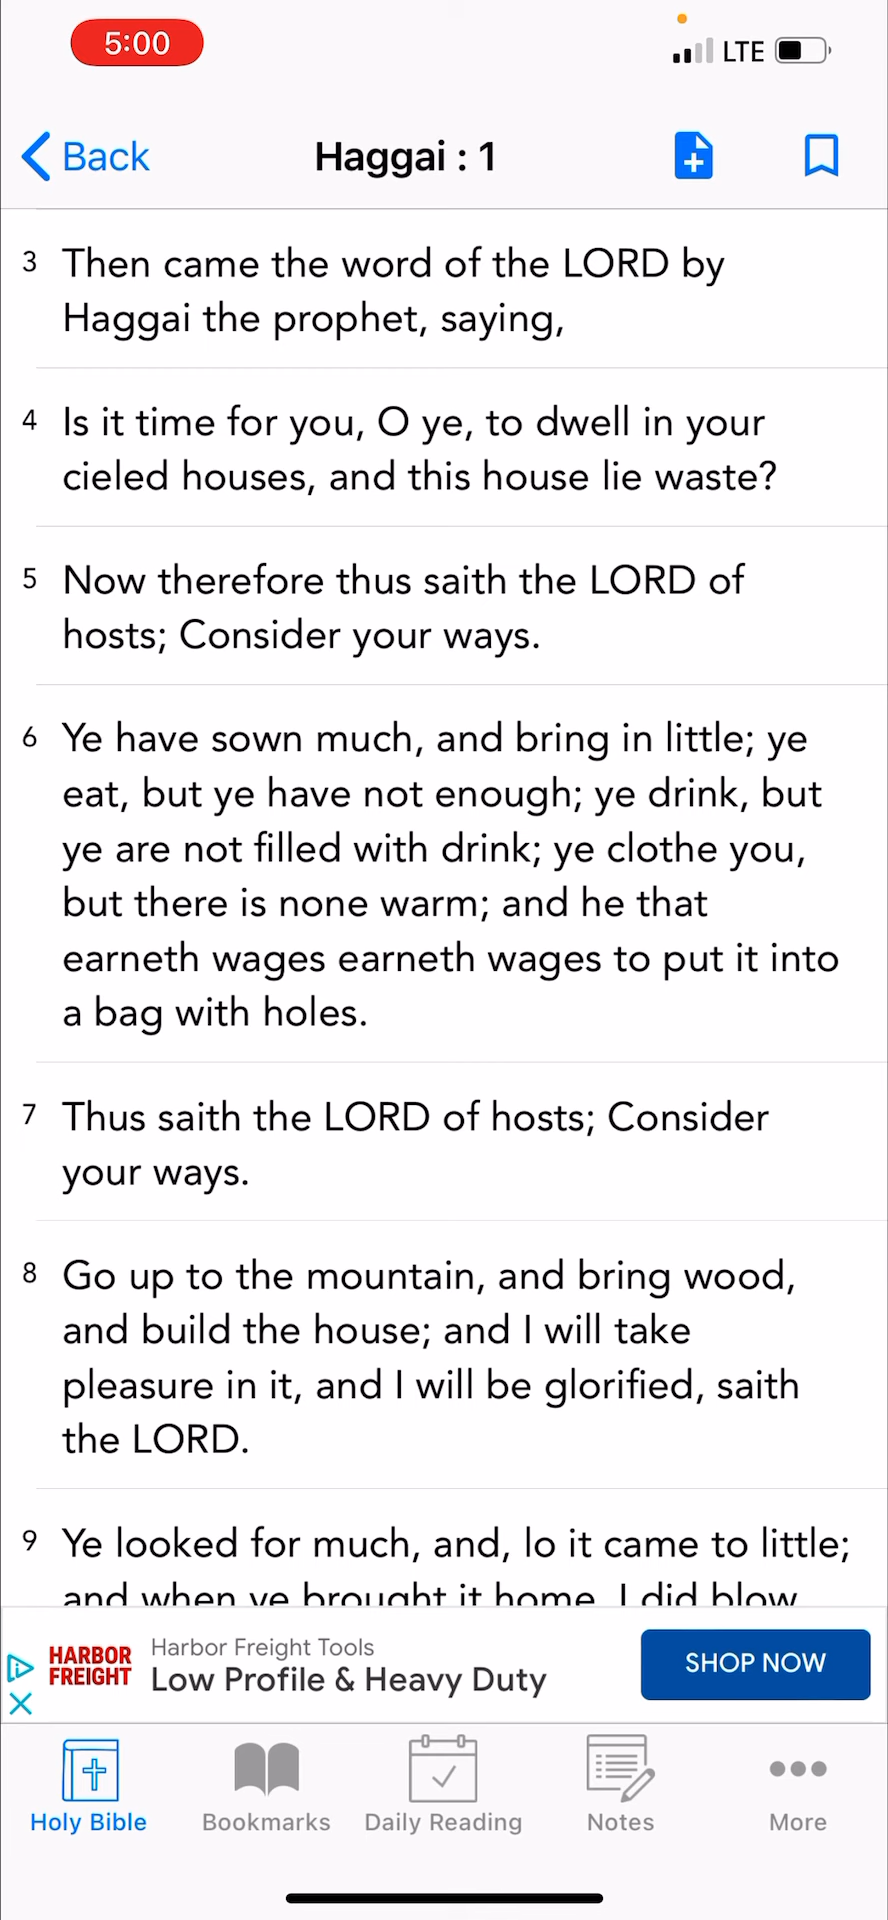 5:00
LTE
Back
Haggai : 1
3 Then came the word of the LORD by
Haggai the prophet, saying,
4 Is it time for you, O ye, to dwell in your
cieled houses, and this house lie waste?
5 Now therefore thus saith the LORD of
hosts; Consider your ways.
6 Ye have sown much, and bring in little; ye
eat, but ye have not enough; ye drink, but
ye are not filled with drink; ye clothe you,
but there is none warm; and he that
earneth wages earneth wages to put it into
a bag with holes.
7 Thus saith the LORD of hosts; Consider
your ways.
8 Go up to the mountain, and bring wood,
and build the house; and I will take
pleasure in it, and I will be glorified, saith
the LORD.
9 Ye looked for much, and, lo it came to little;
and when ye brought it home, I did blow
HARBOR
FREIGHT
Harbor Freight Tools
Low Profile & Heavy Duty
SHOP NOW
Holy Bible
Bookmarks
Daily Reading
Notes
More